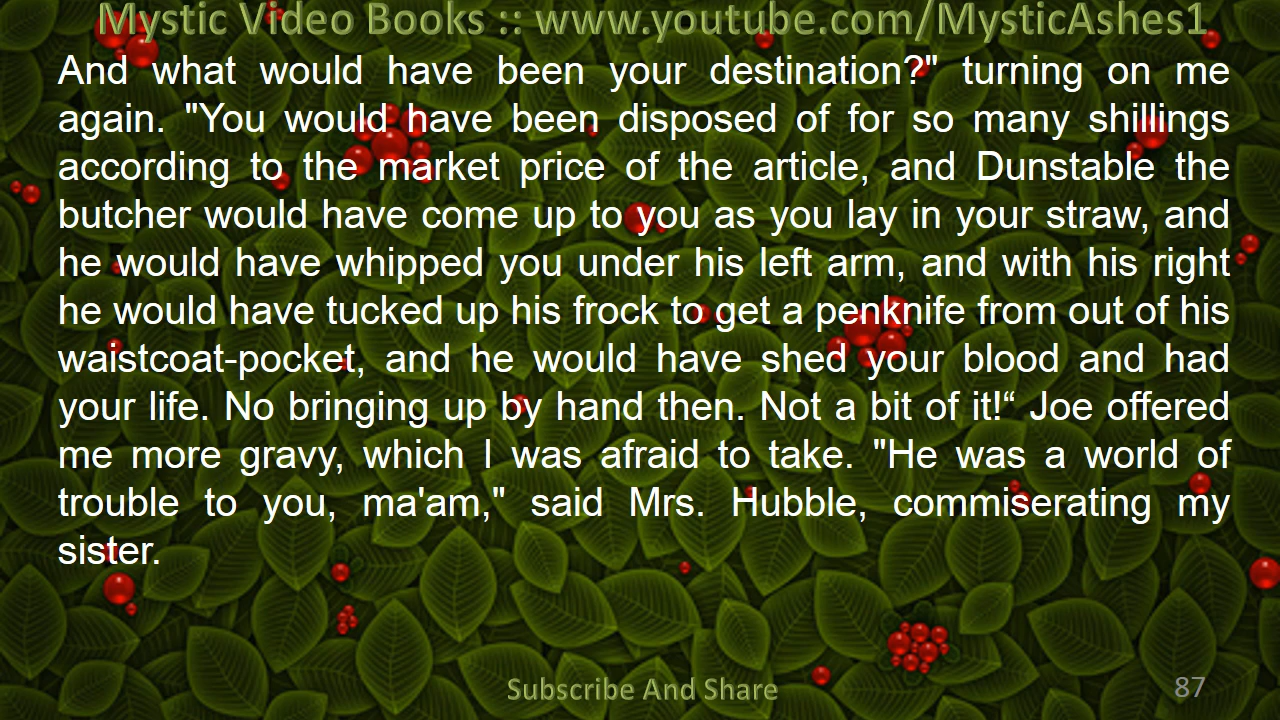 Mystic Video Books :: www.youtube.com/MysticAshes1
And what would have been your destination?" turning on me
again. "You would have been disposed of for so many shillings
according to the market price of the article, and Dunstable the
butcher would have come up to you as you lay in your straw, and
he would have whipped you under his left arm, and with his right
he would have tucked up his frock to get a penknife from out of his
waistcoat-pocket, and he would have shed your blood and had
your life. No bringing up by hand then. Not a bit of it!“ Joe offered
me more gravy, which I was afraid to take. "He was a world of
trouble to you, ma'am," said Mrs. Hubble, commiserating my
sister.
Subscribe And Share
87